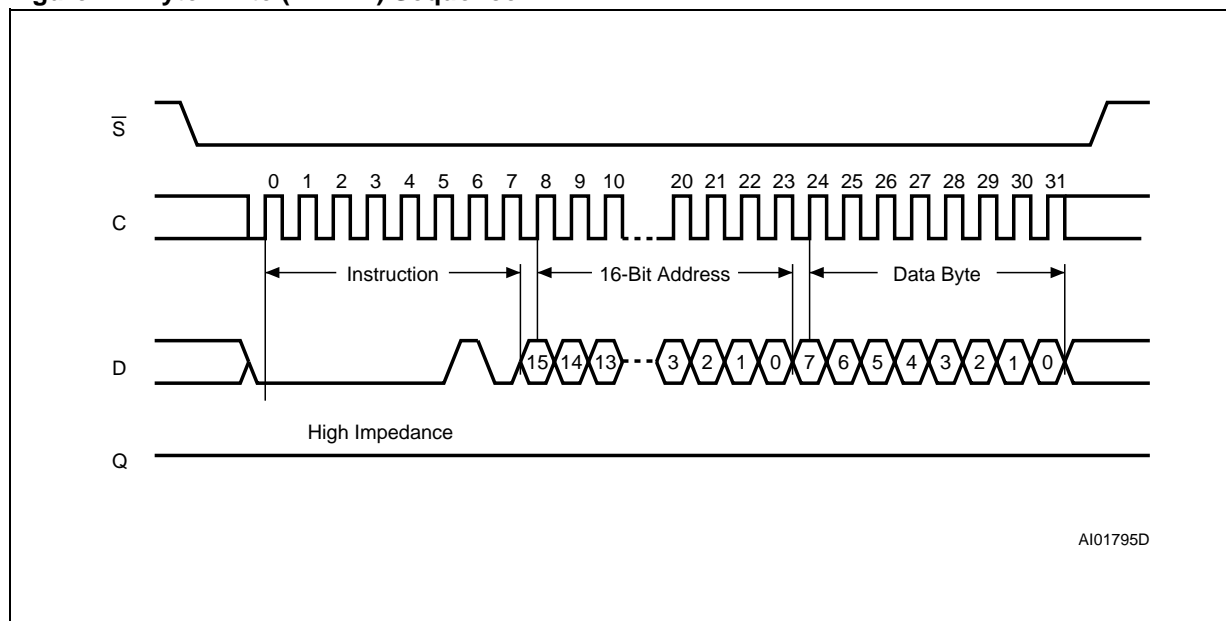 S
0 1 2 3 4 5 6 7 8 9 10 20 21 22 23 24 25 26 27 28 29 30 31
C
Instruction 16-Bit Address Data Byte
D 15 14 13 3 2 1 0 7 6 5 4 3 2 1 0
High Impedance
Q
AI01795D